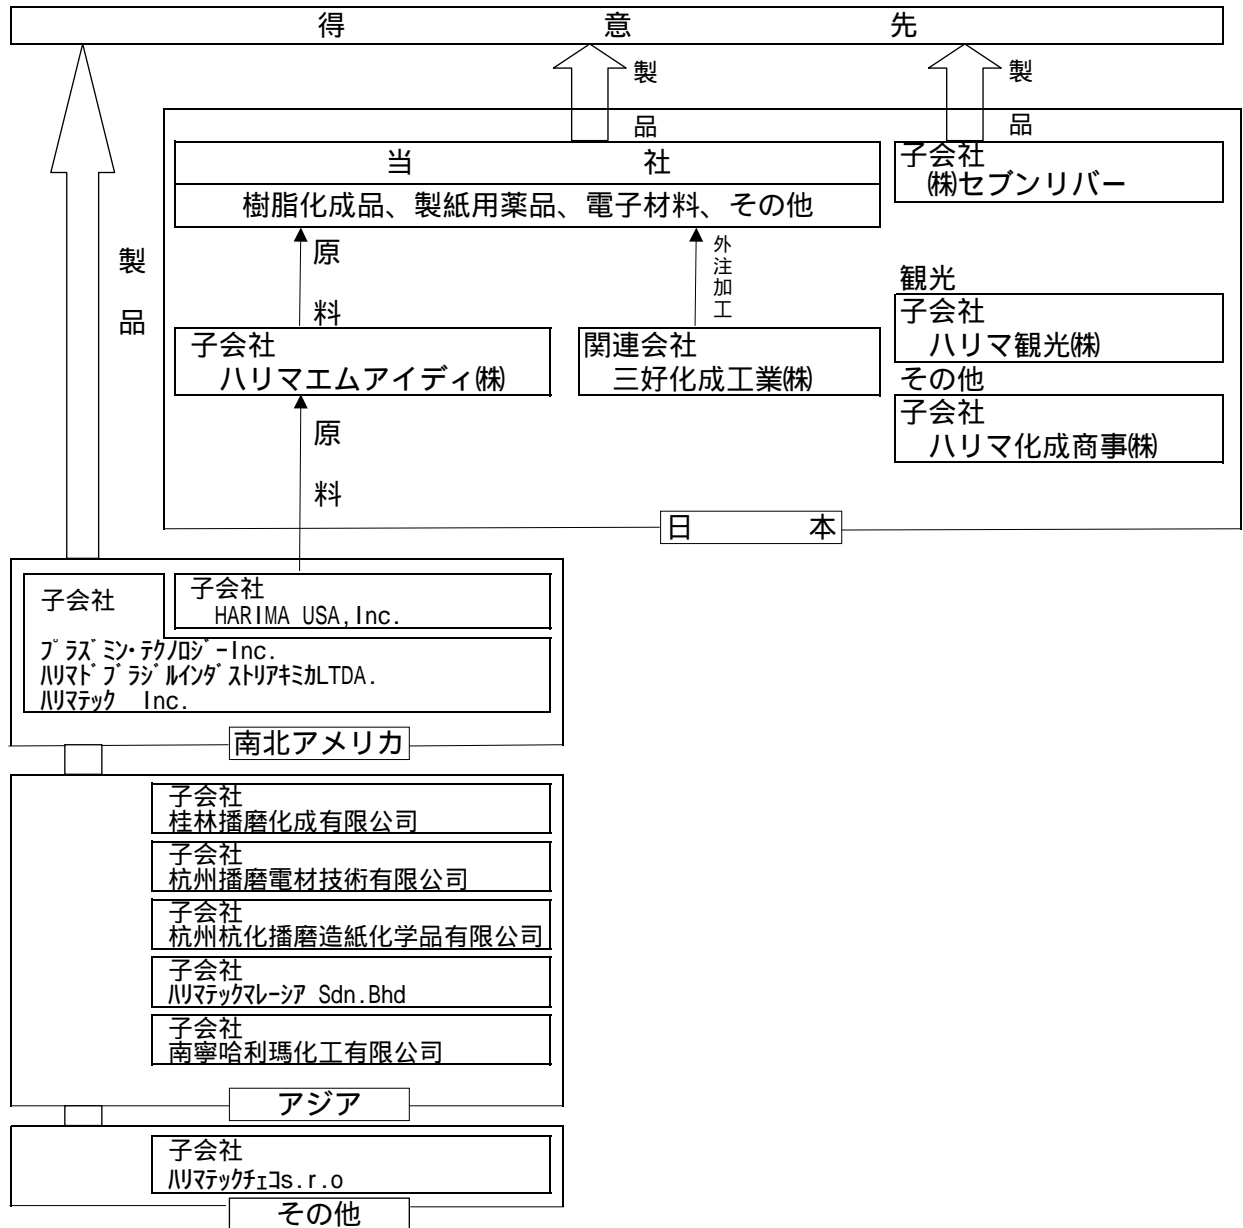 得意先
製品
製品
当社
樹脂化成品、製紙用薬品、電子材料、その他
子会社
㈱セブンリバー
製品
原料
外注加工
観光
子会社
ハリマ観光㈱
子会社
ハリマエムアイディ㈱
関連会社
三好化成工業㈱
その他
子会社
ハリマ化成商事㈱
原料
日本
子会社
子会社
HARIMA USA,Inc.
プラズミン・テクノロジーInc.
ハリマドブラジルインダストリアキミカLTDA.
ハリマテック Inc.
南北アメリカ
子会社
桂林播磨化成有限公司
子会社
杭州播磨電材技術有限公司
子会社
杭州杭化播磨造紙化学品有限公司
子会社
ハリマテックマレーシア Sdn.Bhd
子会社
南寧哈利瑪化工有限公司
アジア
子会社
ハリマテックチェコs.r.o
その他